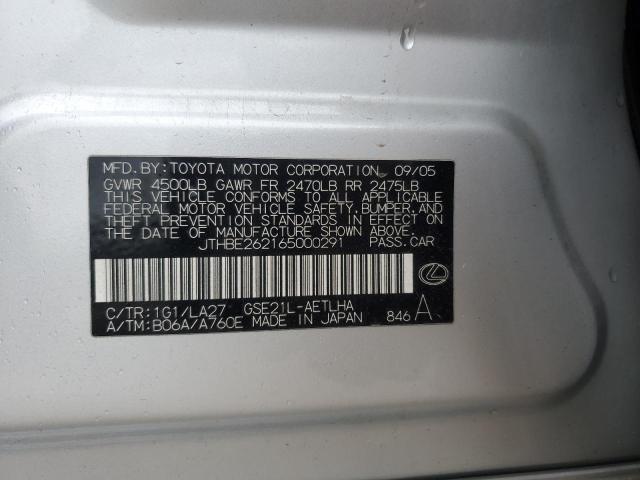 MFD.BY:TOYOTA MOTOR CORPORATION 09/05
GVWR 4500LB GAWR FR 2470LB RR 2475LB
THIS VEHICLE CONFORMS TO ALL APPLICABLE
FEDERAL MOTOR VEHICLE SAFETY,BUMPER,AND
THEFT PREVENTION STANDARDS IN EFFECT ON
THE DATE OF MANUFACTURE SHOWN ABOVE.
JTHBE262165000291 PASS.CAR
C/TR:1G1/LA27 GSE21L-AETLHA
A/TM:B06A/A760E MADE IN JAPAN 846 A